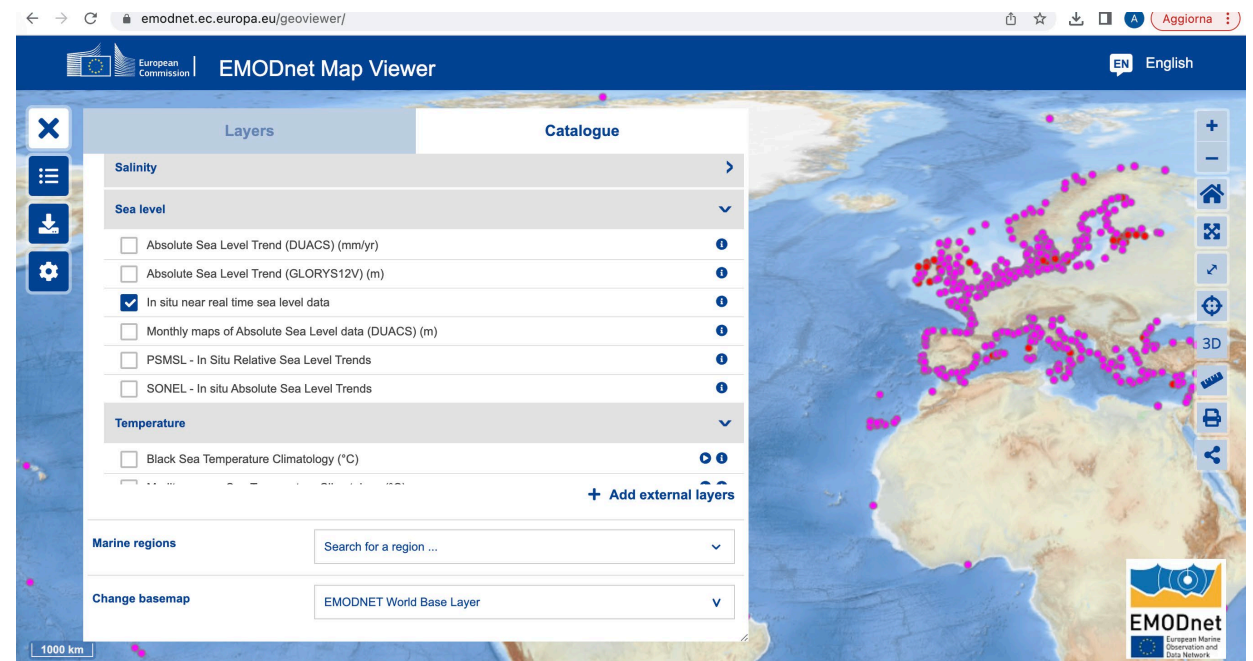 emodnet.ec.europa.eu/geoviewer/
A
Aggiorna
European
Commission
EMODnet Map Viewer
EN English
Layers
Catalogue
Salinity
Sea level
Absolute Sea Level Trend (DUACS) (mm/yr)
Absolute Sea Level Trend (GLORYS12V) (m)
In situ near real time sea level data
Monthly maps of Absolute Sea Level data (DUACS) (m)
PSMSL - In Situ Relative Sea Level Trends
SONEL - In situ Absolute Sea Level Trends
Temperature
Black Sea Temperature Climatology (°C)
+ Add external layers
Marine regions
Search for a region ...
Change basemap
EMODNET World Base Layer
1000 km
3D
EMODnet
European Marine
Observation and
Data Network